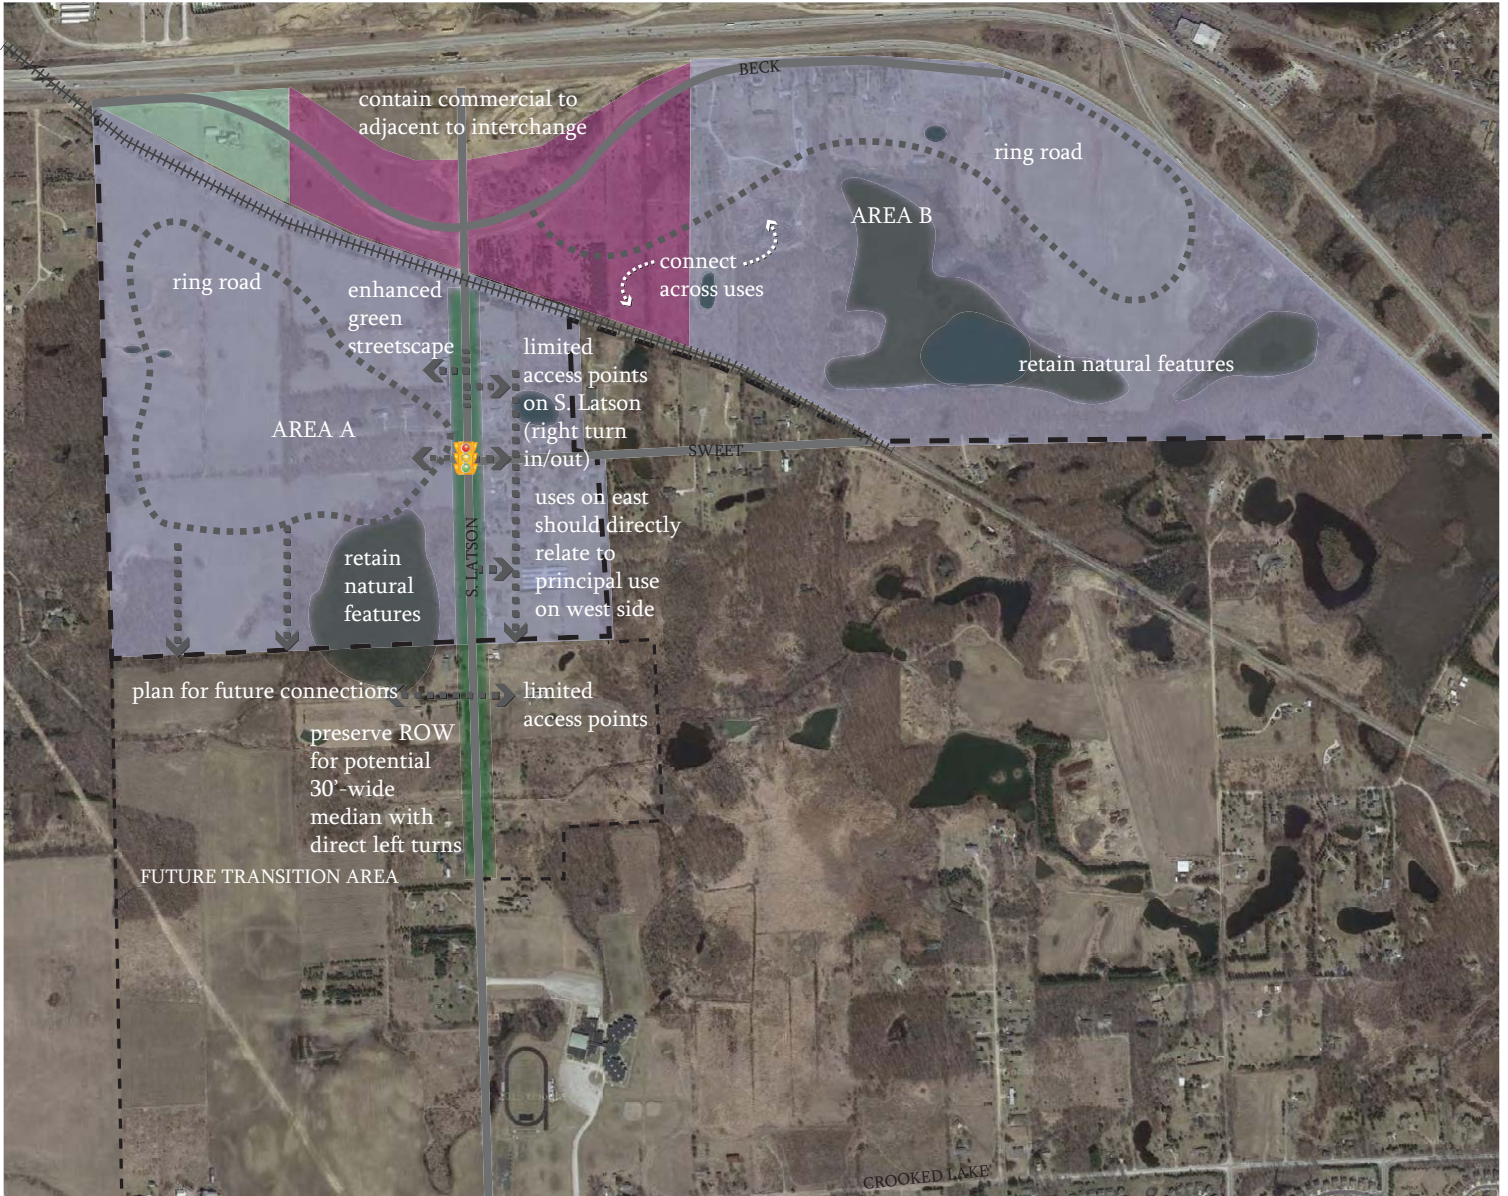 BECK
contain commercial to
adjacent to interchange
ring road
AREA B
connect
across uses
ring road
enhanced
green
streetscape
limited
access points
on S. Latson
(right turn
in/out)
retain natural features
AREA A
SWEET
uses on east
should directly
relate to
principal use
on west side
S. LATSON
retain
natural
features
plan for future connections
limited
access points
preserve ROW
for potential
30'-wide
median with
direct left turns
FUTURE TRANSITION AREA
CROOKED LAKE